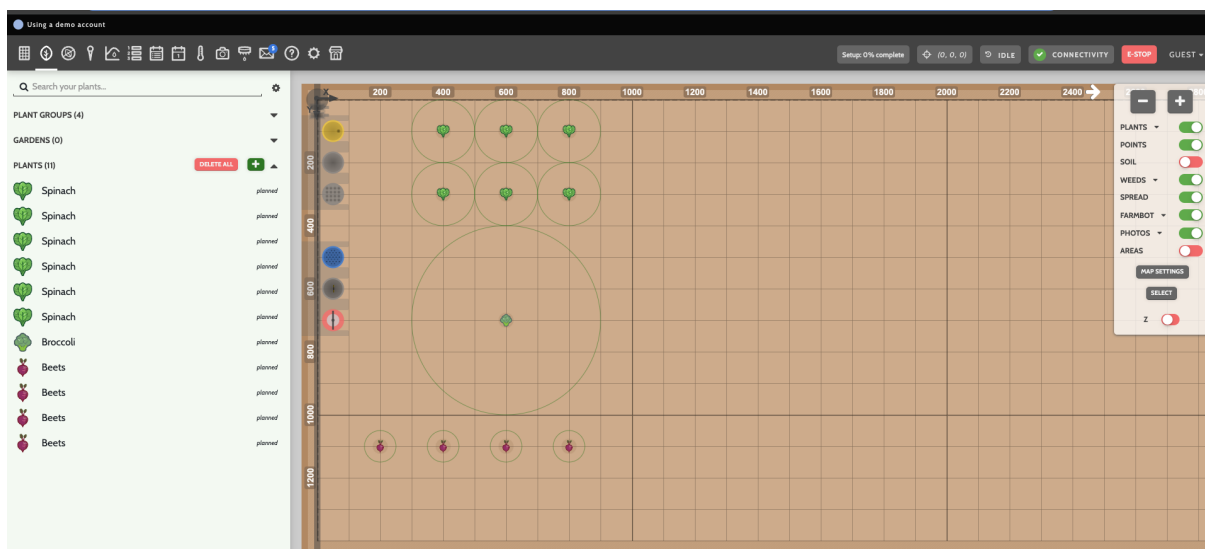 Using a demo account
Setup: 0% complete
(0, 0, 0)
IDLE
CONNECTIVITY
E-STOP
GUEST
Search your plants...
PLANT GROUPS (4)
GARDENS (0)
PLANTS (11)
DELETE ALL
+
Spinach planned
Spinach planned
Spinach planned
Spinach planned
Spinach planned
Spinach planned
Broccoli planned
Beets planned
Beets planned
Beets planned
Beets planned
X
200 400 600 800 1000 1200 1400 1600 1800 2000 2200 2400
200
400
600
800
1000
1200
PLANTS
POINTS
SOIL
WEEDS
SPREAD
FARMBOT
PHOTOS
AREAS
MAP SETTINGS
SELECT
Z